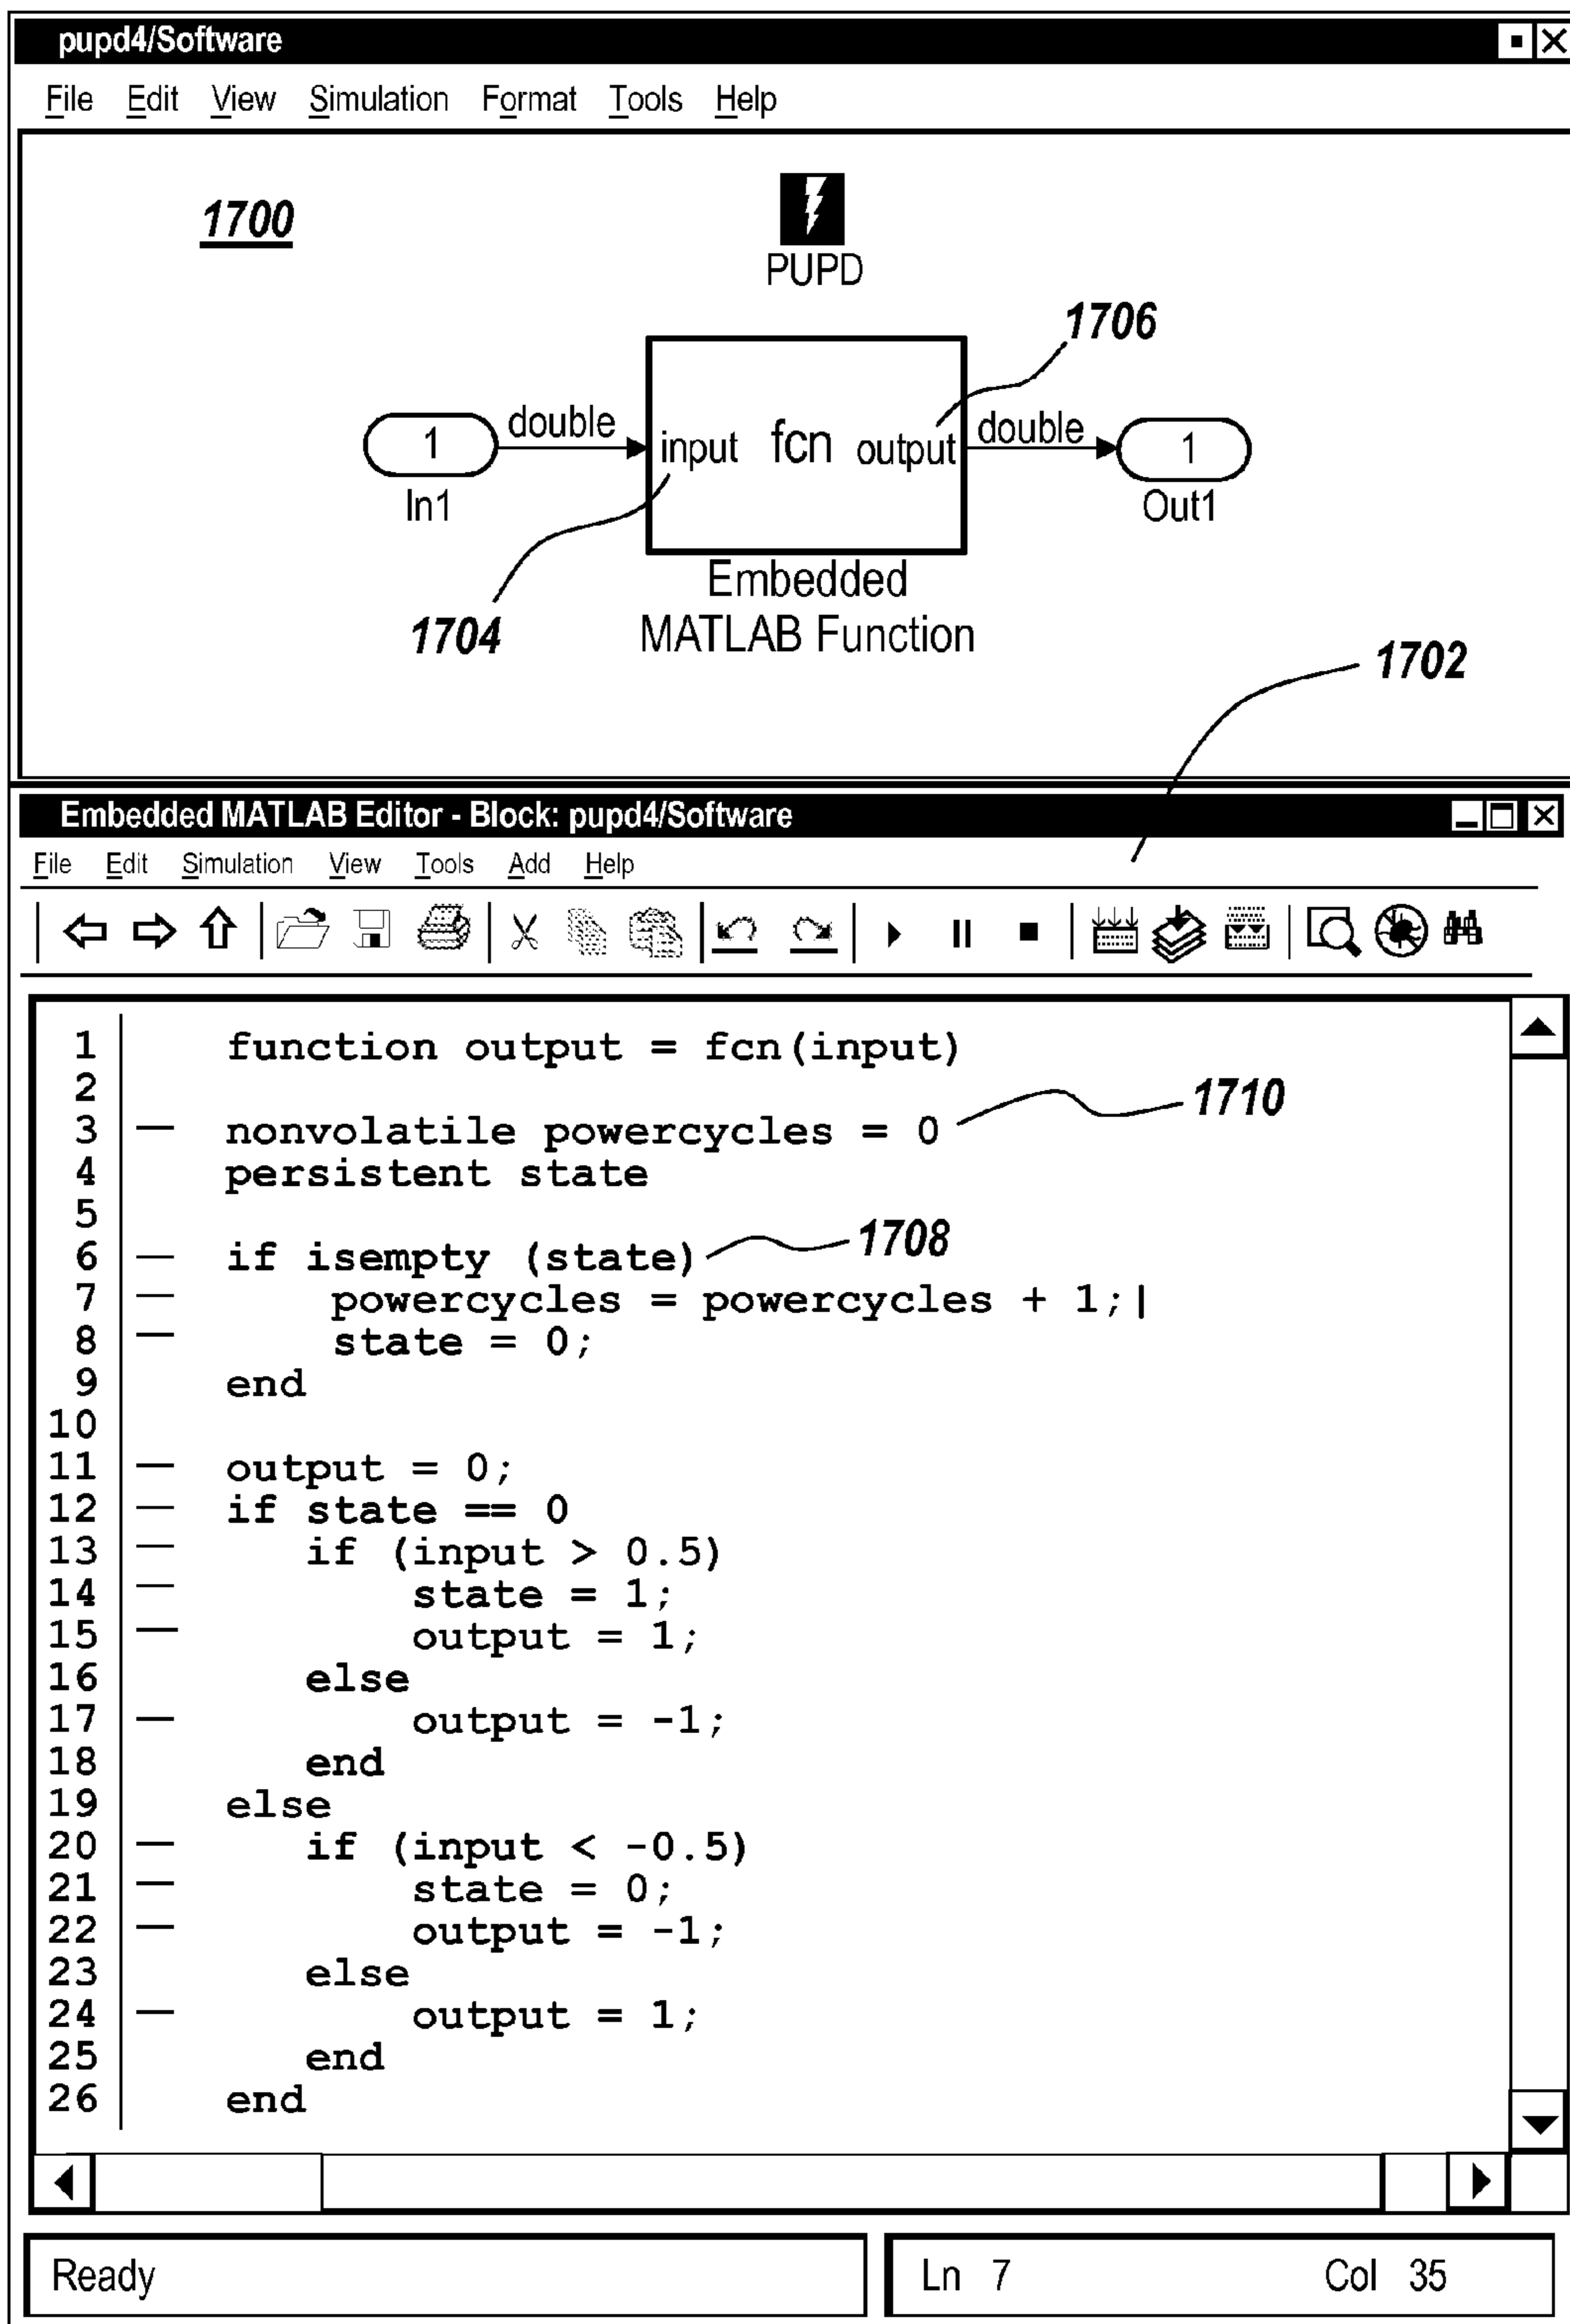 pupd4/Software
File Edit View Simulation Format Tools Help
1700
PUPD
1706
1 double input fcn output double 1
In1 Out1
Embedded
MATLAB Function
1704
1702
Embedded MATLAB Editor - Block: pupd4/Software
File Edit Simulation View Tools Add Help
1 function output = fcn(input)
2
1710
3 — nonvolatile powercycles = 0
4 persistent state
5
6 — if isempty (state) 1708
7 — powercycles = powercycles + 1;|
8 — state = 0;
9 end
10
11 — output = 0;
12 — if state == 0
13 — if (input > 0.5)
14 — state = 1;
15 — output = 1;
16 else
17 — output = -1;
18 end
19 else
20 — if (input < -0.5)
21 — state = 0;
22 — output = -1;
23 else
24 — output = 1;
25 end
26 end
Ready Ln 7 Col 35